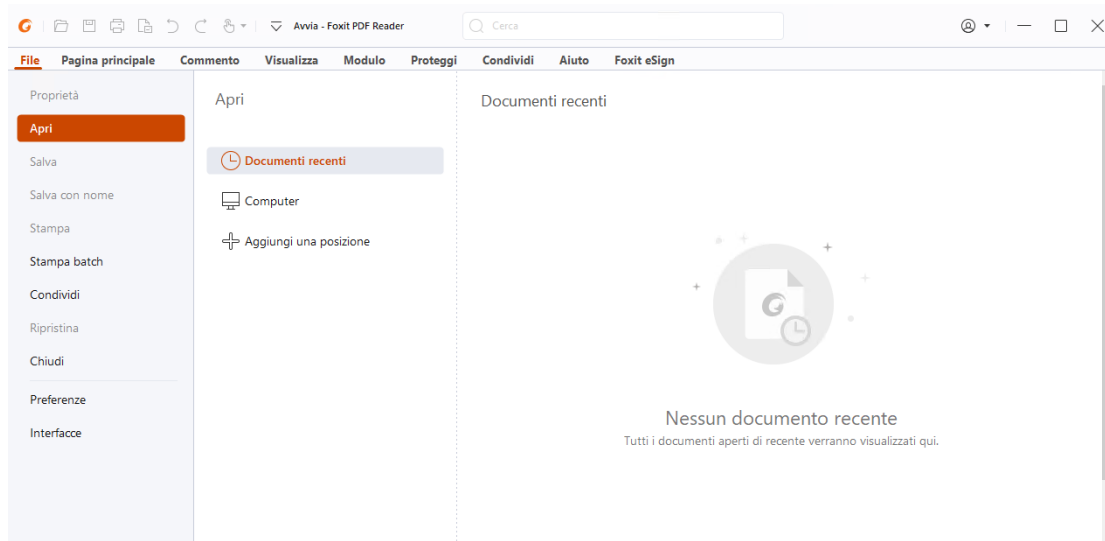 Avvia - Foxit PDF Reader
Cerca
File Pagina principale Commento Visualizza Modulo Proteggi Condividi Aiuto Foxit eSign
Proprietà
Apri
Salva
Salva con nome
Stampa
Stampa batch
Condividi
Ripristina
Chiudi
Preferenze
Interfacce
Apri
Documenti recenti
Computer
Aggiungi una posizione
Documenti recenti
Nessun documento recente
Tutti i documenti aperti di recente verranno visualizzati qui.